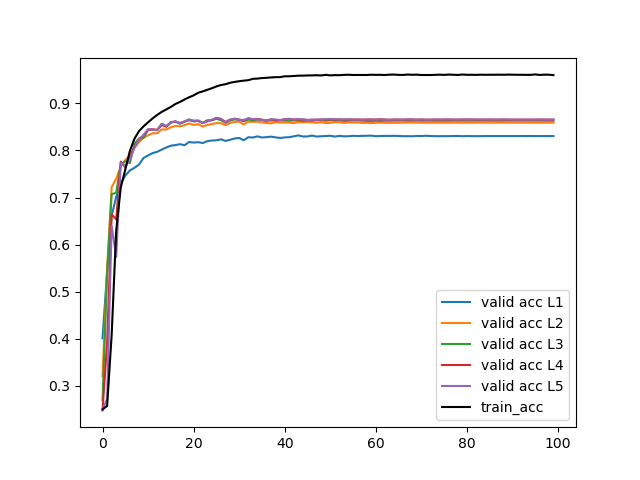 0.9
0.8
0.7
0.6
0.5
0.4
0.3
0
20
40
60
80
100
valid acc L1
valid acc L2
valid acc L3
valid acc L4
valid acc L5
train_acc